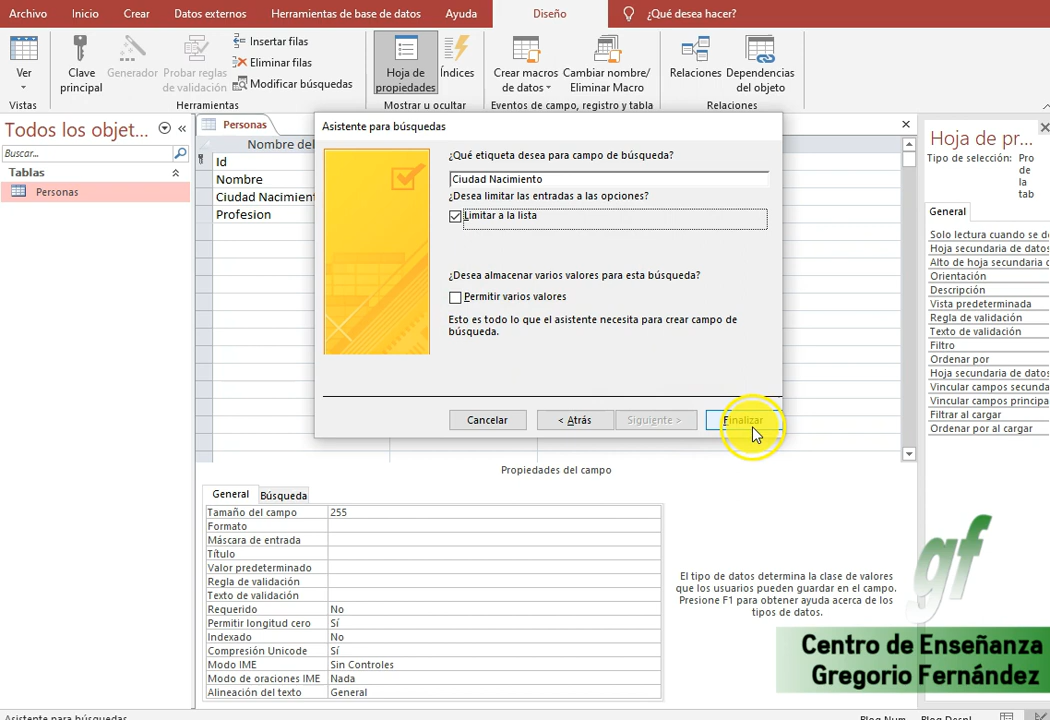 Archivo Inicio Crear Datos externos Herramientas de base de datos Ayuda Diseño ¿Qué desea hacer?
Ver
Vistas
Clave
principal
Generador
Probar reglas
de validación
Insertar filas
Eliminar filas
Modificar búsquedas
Herramientas
Hoja de
propiedades
Índices
Mostrar u ocultar
Crear macros
de datos
Cambiar nombre/
Eliminar Macro
Eventos de campo, registro y tabla
Relaciones
Dependencias
del objeto
Relaciones
Todos los objet...
Buscar...
Tablas
Personas
Personas
Nombre del
Id
Nombre
Ciudad Nacimien
Profesion
Asistente para búsquedas
¿Qué etiqueta desea para campo de búsqueda?
Ciudad Nacimiento
¿Desea limitar las entradas a las opciones?
Limitar a la lista
¿Desea almacenar varios valores para esta búsqueda?
Permitir varios valores
Esto es todo lo que el asistente necesita para crear campo de
búsqueda.
Cancelar
< Atrás
Siguiente >
Finalizar
Hoja de pr...
Tipo de selección: Pro
de
la
tab
General
Solo lectura cuando se de
Hoja secundaria de datos
Alto de hoja secundaria d
Orientación
Descripción
Vista predeterminada
Regla de validación
Texto de validación
Filtro
Ordenar por
Hoja secundaria de datos
Vincular campos secunda
Vincular campos principa
Filtrar al cargar
Ordenar por al cargar
Propiedades del campo
General Búsqueda
Tamaño del campo 255
Formato
Máscara de entrada
Título
Valor predeterminado
Regla de validación
Texto de validación
Requerido No
Permitir longitud cero Sí
Indexado No
Compresión Unicode Sí
Modo IME Sin Controles
Modo de oraciones IME Nada
Alineación del texto General
El tipo de datos determina la clase de valores
que los usuarios pueden guardar en el campo.
Presione F1 para obtener ayuda acerca de los
tipos de datos.
gf
Centro de Enseñanza
Gregorio Fernández
Asistente para búsquedas
Bloq Num Bloq Despl